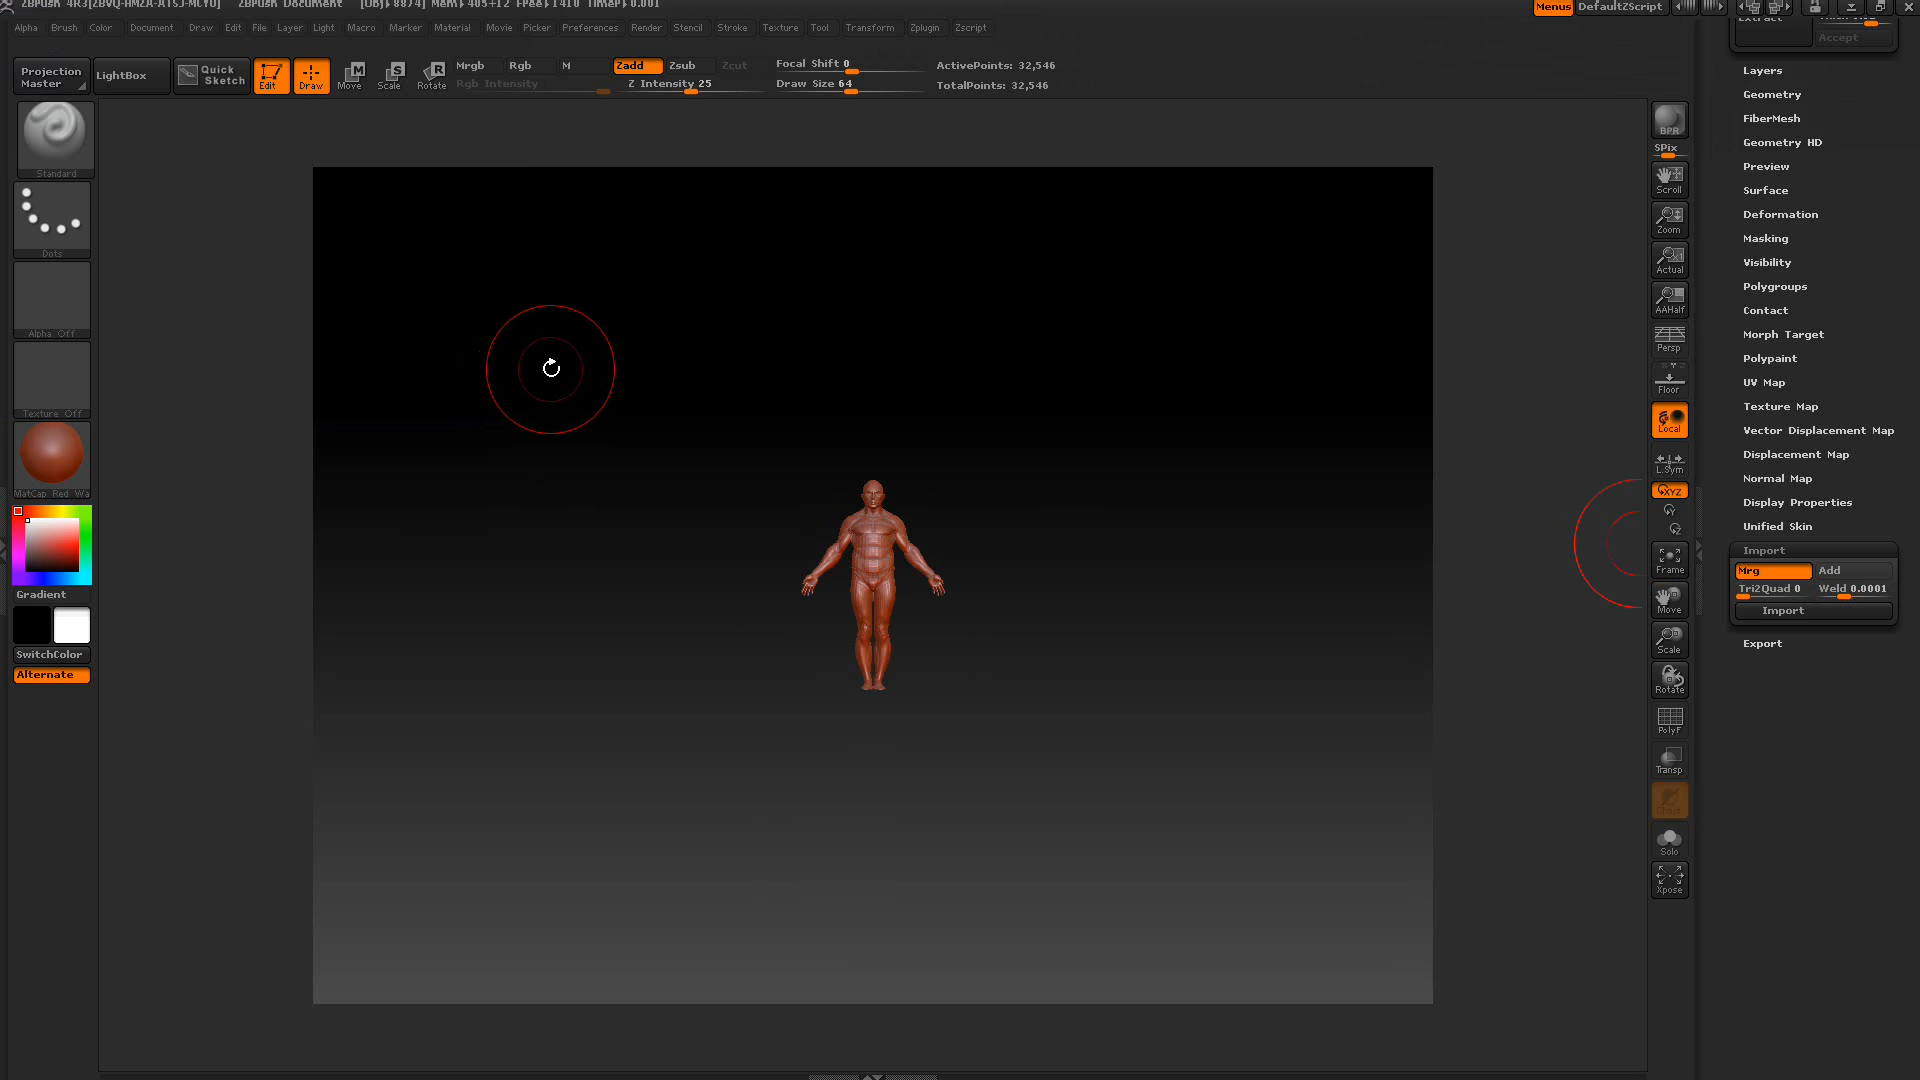 ZBrush Document
Menus
DefaultZScript
Alpha Brush Color Document Draw Edit File Layer Light Macro Marker Material Movie Picker Preferences Render Stencil Stroke Texture Tool Transform Zplugin Zscript
Projection
Master
LightBox
Quick
Sketch
Edit
Draw
Move
Scale
Rotate
Mrgb Rgb M
Rgb Intensity
Zadd Zsub Zcut
Z Intensity 25
Focal Shift 0
Draw Size 64
ActivePoints: 32,546
TotalPoints: 32,546
Standard
Dots
Alpha Off
Texture Off
MatCap Red Wa
Gradient
SwitchColor
Alternate
BPR
SPix
Scroll
Zoom
Actual
AAHalf
Persp
Floor
Local
L.Sym
XYZ
Y
Z
Frame
Move
Scale
Rotate
PolyF
Transp
Ghost
Solo
Xpose
Extract
Accept
Layers
Geometry
FiberMesh
Geometry HD
Preview
Surface
Deformation
Masking
Visibility
Polygroups
Contact
Morph Target
Polypaint
UV Map
Texture Map
Vector Displacement Map
Displacement Map
Normal Map
Display Properties
Unified Skin
Import
Mrg Add
Tri2Quad 0 Weld 0.0001
Import
Export